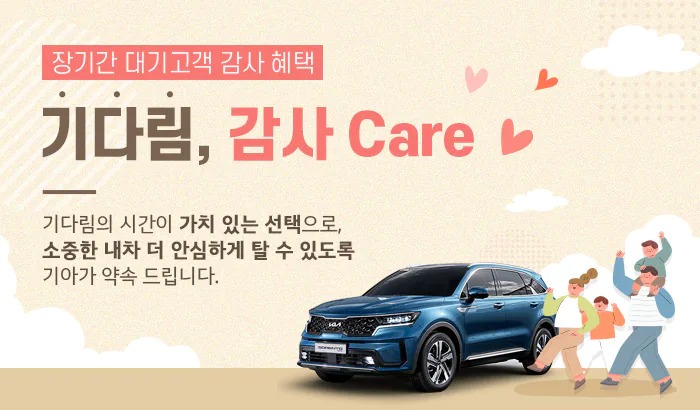 장기간 대기고객 감사 혜택
기다림, 감사 Care
기다림의 시간이 가치 있는 선택으로,
소중한 내차 더 안심하게 탈 수 있도록
기아가 약속 드립니다.
KIA
SORENTO